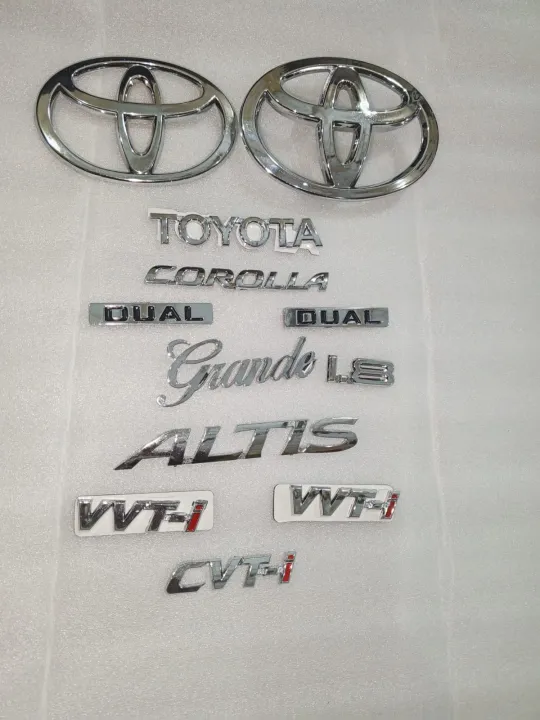 TOYOTA
COROLLA
DUAL DUAL
Grande 1.8
ALTIS
VVT-i VVT-i
CVT-i